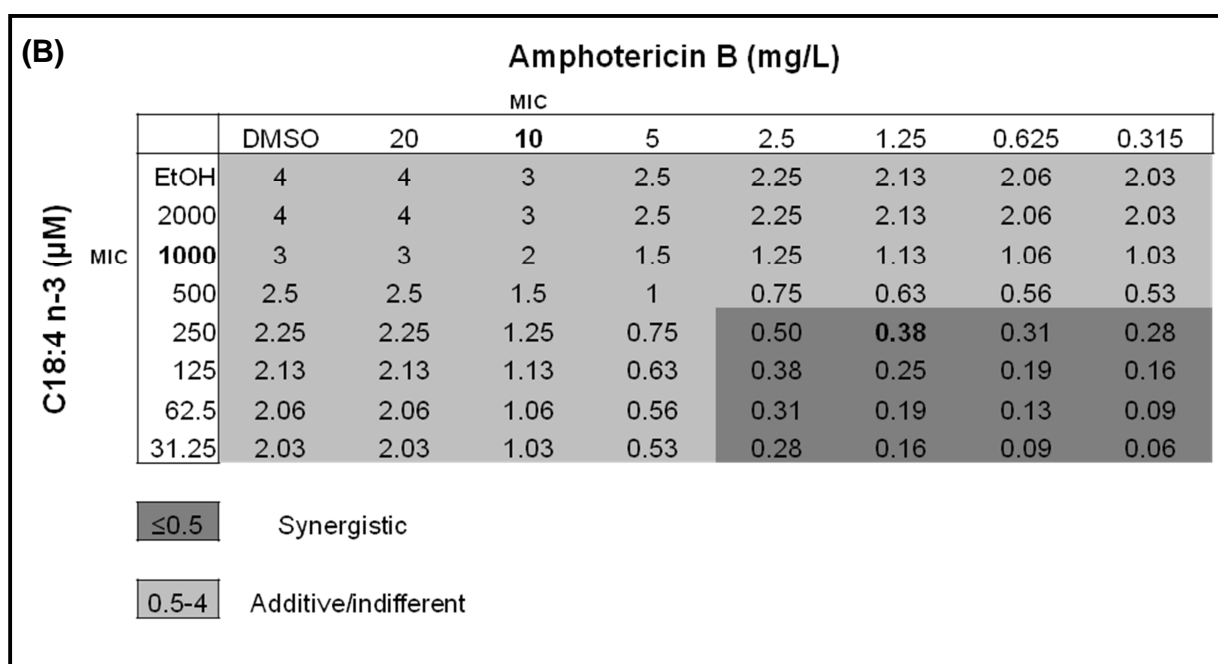 (B)
Amphotericin B (mg/L)
MIC
DMSO 20 10 5 2.5 1.25 0.625 0.315
C18:4 n-3 (µM)
EtOH 4 4 3 2.5 2.25 2.13 2.06 2.03
2000 4 4 3 2.5 2.25 2.13 2.06 2.03
MIC 1000 3 3 2 1.5 1.25 1.13 1.06 1.03
500 2.5 2.5 1.5 1 0.75 0.63 0.56 0.53
250 2.25 2.25 1.25 0.75 0.50 0.38 0.31 0.28
125 2.13 2.13 1.13 0.63 0.38 0.25 0.19 0.16
62.5 2.06 2.06 1.06 0.56 0.31 0.19 0.13 0.09
31.25 2.03 2.03 1.03 0.53 0.28 0.16 0.09 0.06
≤0.5 Synergistic
0.5-4 Additive/indifferent